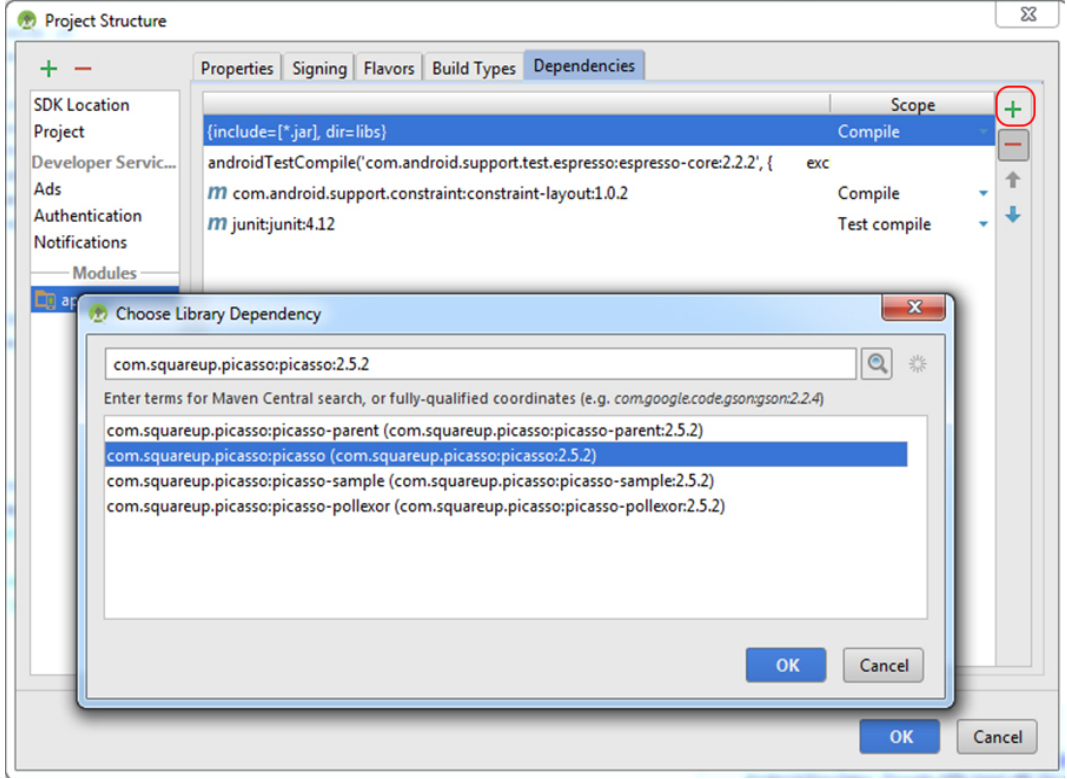 Project Structure
Properties Signing Flavors Build Types Dependencies
SDK Location
Project
Developer Servic...
Ads
Authentication
Notifications
Modules
ap
Scope
{include=[*.jar], dir=libs} Compile
androidTestCompile('com.android.support.test.espresso:espresso-core:2.2.2', { exc
m com.android.support.constraint:constraint-layout:1.0.2 Compile
m junit:junit:4.12 Test compile
Choose Library Dependency
com.squareup.picasso:picasso:2.5.2
Enter terms for Maven Central search, or fully-qualified coordinates (e.g. com.google.code.gson:gson:2.2.4)
com.squareup.picasso:picasso-parent (com.squareup.picasso:picasso-parent:2.5.2)
com.squareup.picasso:picasso (com.squareup.picasso:picasso:2.5.2)
com.squareup.picasso:picasso-sample (com.squareup.picasso:picasso-sample:2.5.2)
com.squareup.picasso:picasso-pollexor (com.squareup.picasso:picasso-pollexor:2.5.2)
OK Cancel
OK Cancel